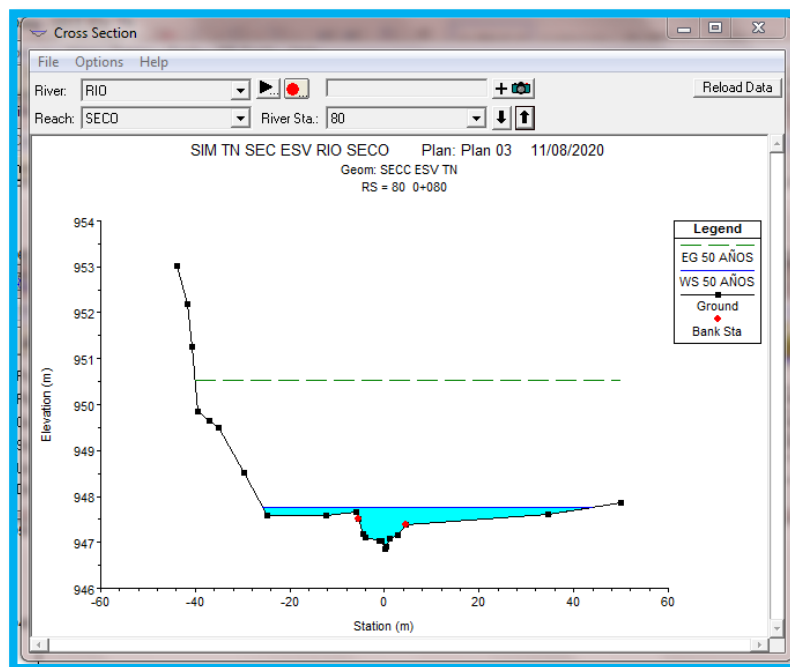 Cross Section
File Options Help
River: RIO
Reload Data
Reach: SECO River Sta.: 80
SIM TN SEC ESV RIO SECO Plan: Plan 03 11/08/2020
Geom: SECC ESV TN
RS = 80 0+080
Legend
EG 50 AÑOS
WS 50 AÑOS
Ground
Bank Sta
954
953
952
951
950
949
948
947
946
Elevation (m)
-60 -40 -20 0 20 40 60
Station (m)